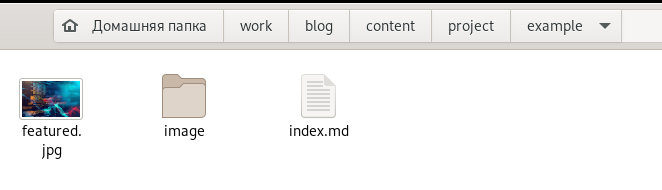 Домашняя папка work blog content project example
featured.
jpg
image
index.md